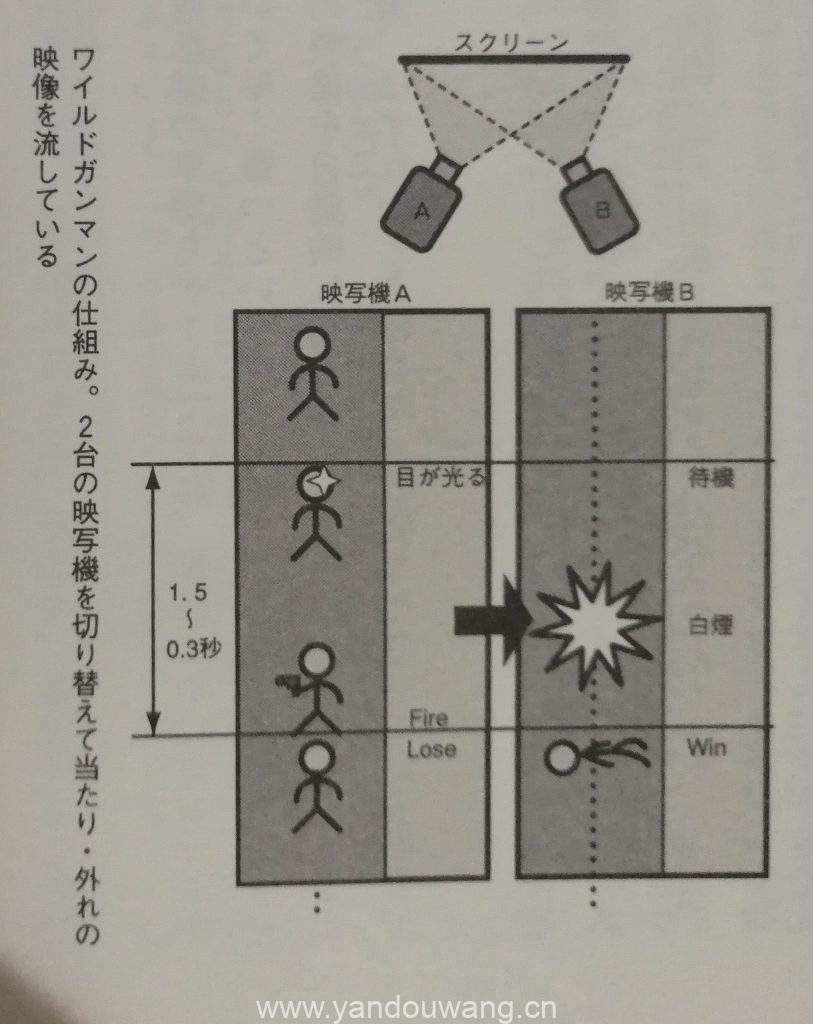 ワイルドガンマンの仕組み。2台の映写機を切り替えて当たり・外れの
映像を流している
スクリーン
A
B
映写機A
映写機B
目が光る
待機
1.5
〜
0.3秒
白煙
Fire
Lose
Win
www.yandouwang.cn